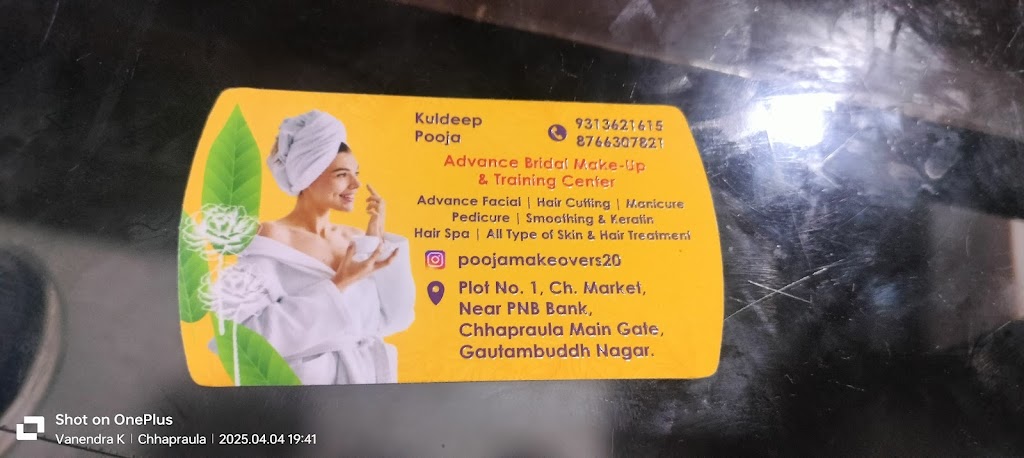 Kuldeep
Pooja
9313621615
8766307821
Advance Bridal Make-Up
& Training Center
Advance Facial | Hair Cutting | Manicure
Pedicure | Smoothing & Keratin
Hair Spa | All Type of Skin & Hair Treatment
poojamakeovers20
Plot No. 1, Ch. Market,
Near PNB Bank,
Chhapraula Main Gate,
Gautambuddh Nagar.
Shot on OnePlus
Vanendra K | Chhapraula | 2025.04.04 19:41